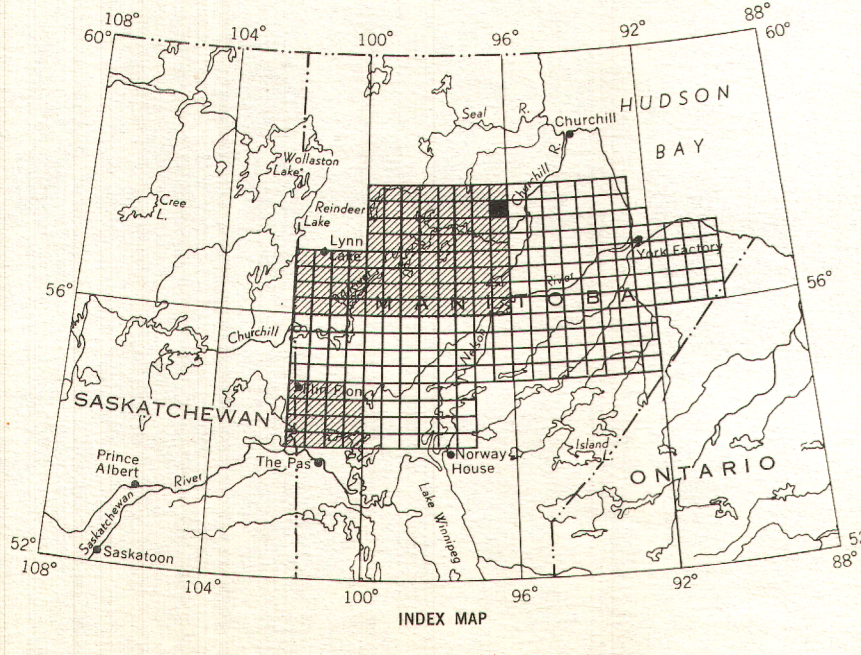 108°
104°
100°
96°
92°
88°
60°
60°
HUDSON
BAY
Seal R.
Churchill
Churchill R.
Wollaston
Lake
Cree
L.
Reindeer
Lake
Lynn
Lake
York Factory
River
56°
56°
MANITOBA
Churchill
Nelson
Flin Flon
SASKATCHEWAN
Prince
Albert
River
The Pas
Norway
House
Island
ONTARIO
Saskatchewan
Lake Winnipeg
Saskatoon
52°
108°
104°
100°
96°
92°
88°
INDEX MAP